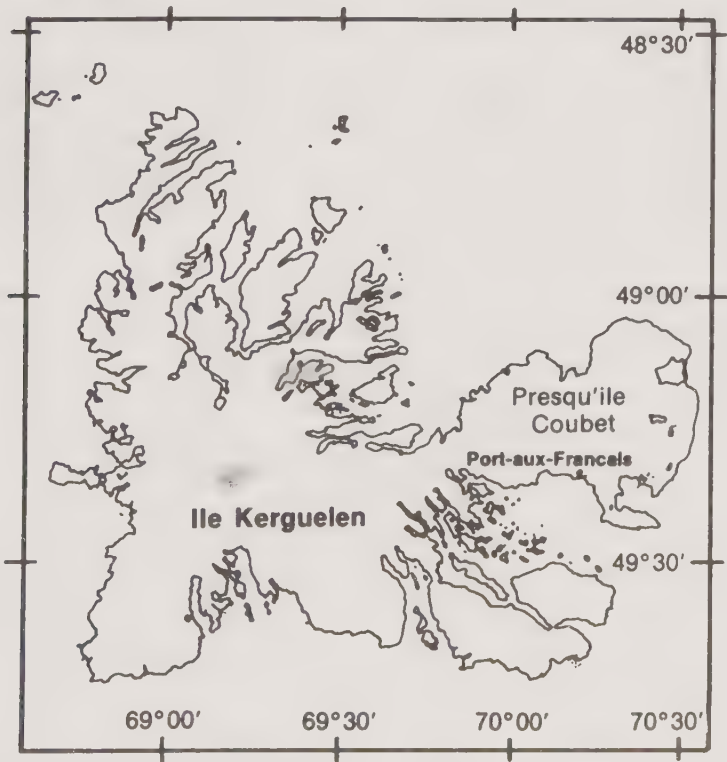 48°30′
49°00′
Presqu'ile
Coubet
Port-aux-Francais
Ile Kerguelen
49°30′
69°00′ 69°30′ 70°00′ 70°30′